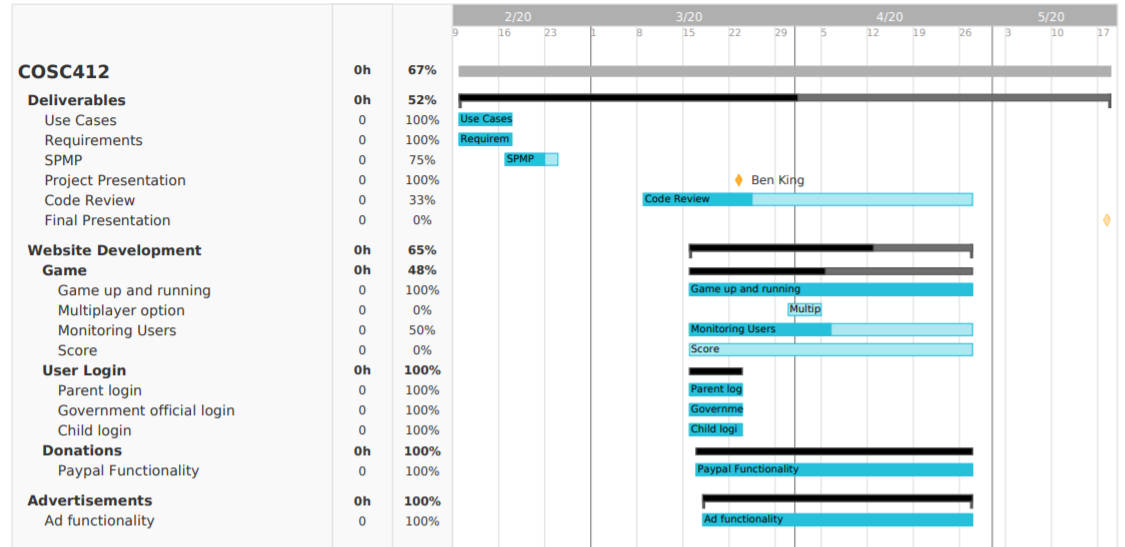 2/20 3/20 4/20 5/20
9 16 23 1 8 15 22 29 5 12 19 26 3 10 17
COSC412 0h 67%
Deliverables 0h 52%
Use Cases 0 100% Use Cases
Requirements 0 100% Requirem
SPMP 0 75% SPMP
Project Presentation 0 100% Ben King
Code Review 0 33% Code Review
Final Presentation 0 0%
Website Development 0h 65%
Game 0h 48%
Game up and running 0 100% Game up and running
Multiplayer option 0 0% Multip
Monitoring Users 0 50% Monitoring Users
Score 0 0% Score
User Login 0h 100%
Parent login 0 100% Parent log
Government official login 0 100% Governme
Child login 0 100% Child logi
Donations 0h 100%
Paypal Functionality 0 100% Paypal Functionality
Advertisements 0h 100%
Ad functionality 0 100% Ad functionality